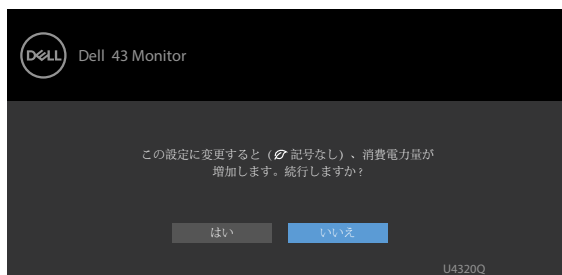 DELL
Dell 43 Monitor
この設定に変更すると（記号なし）、消費電力量が
増加します。続行しますか？
はい
いいえ
U4320Q